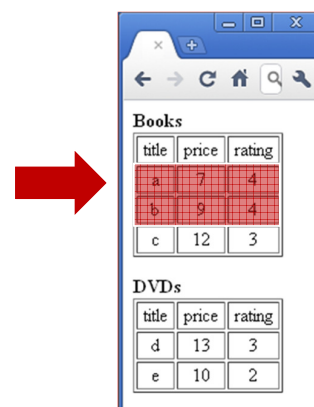 Books
title price rating
a 7 4
b 9 4
c 12 3
DVDs
title price rating
d 13 3
e 10 2